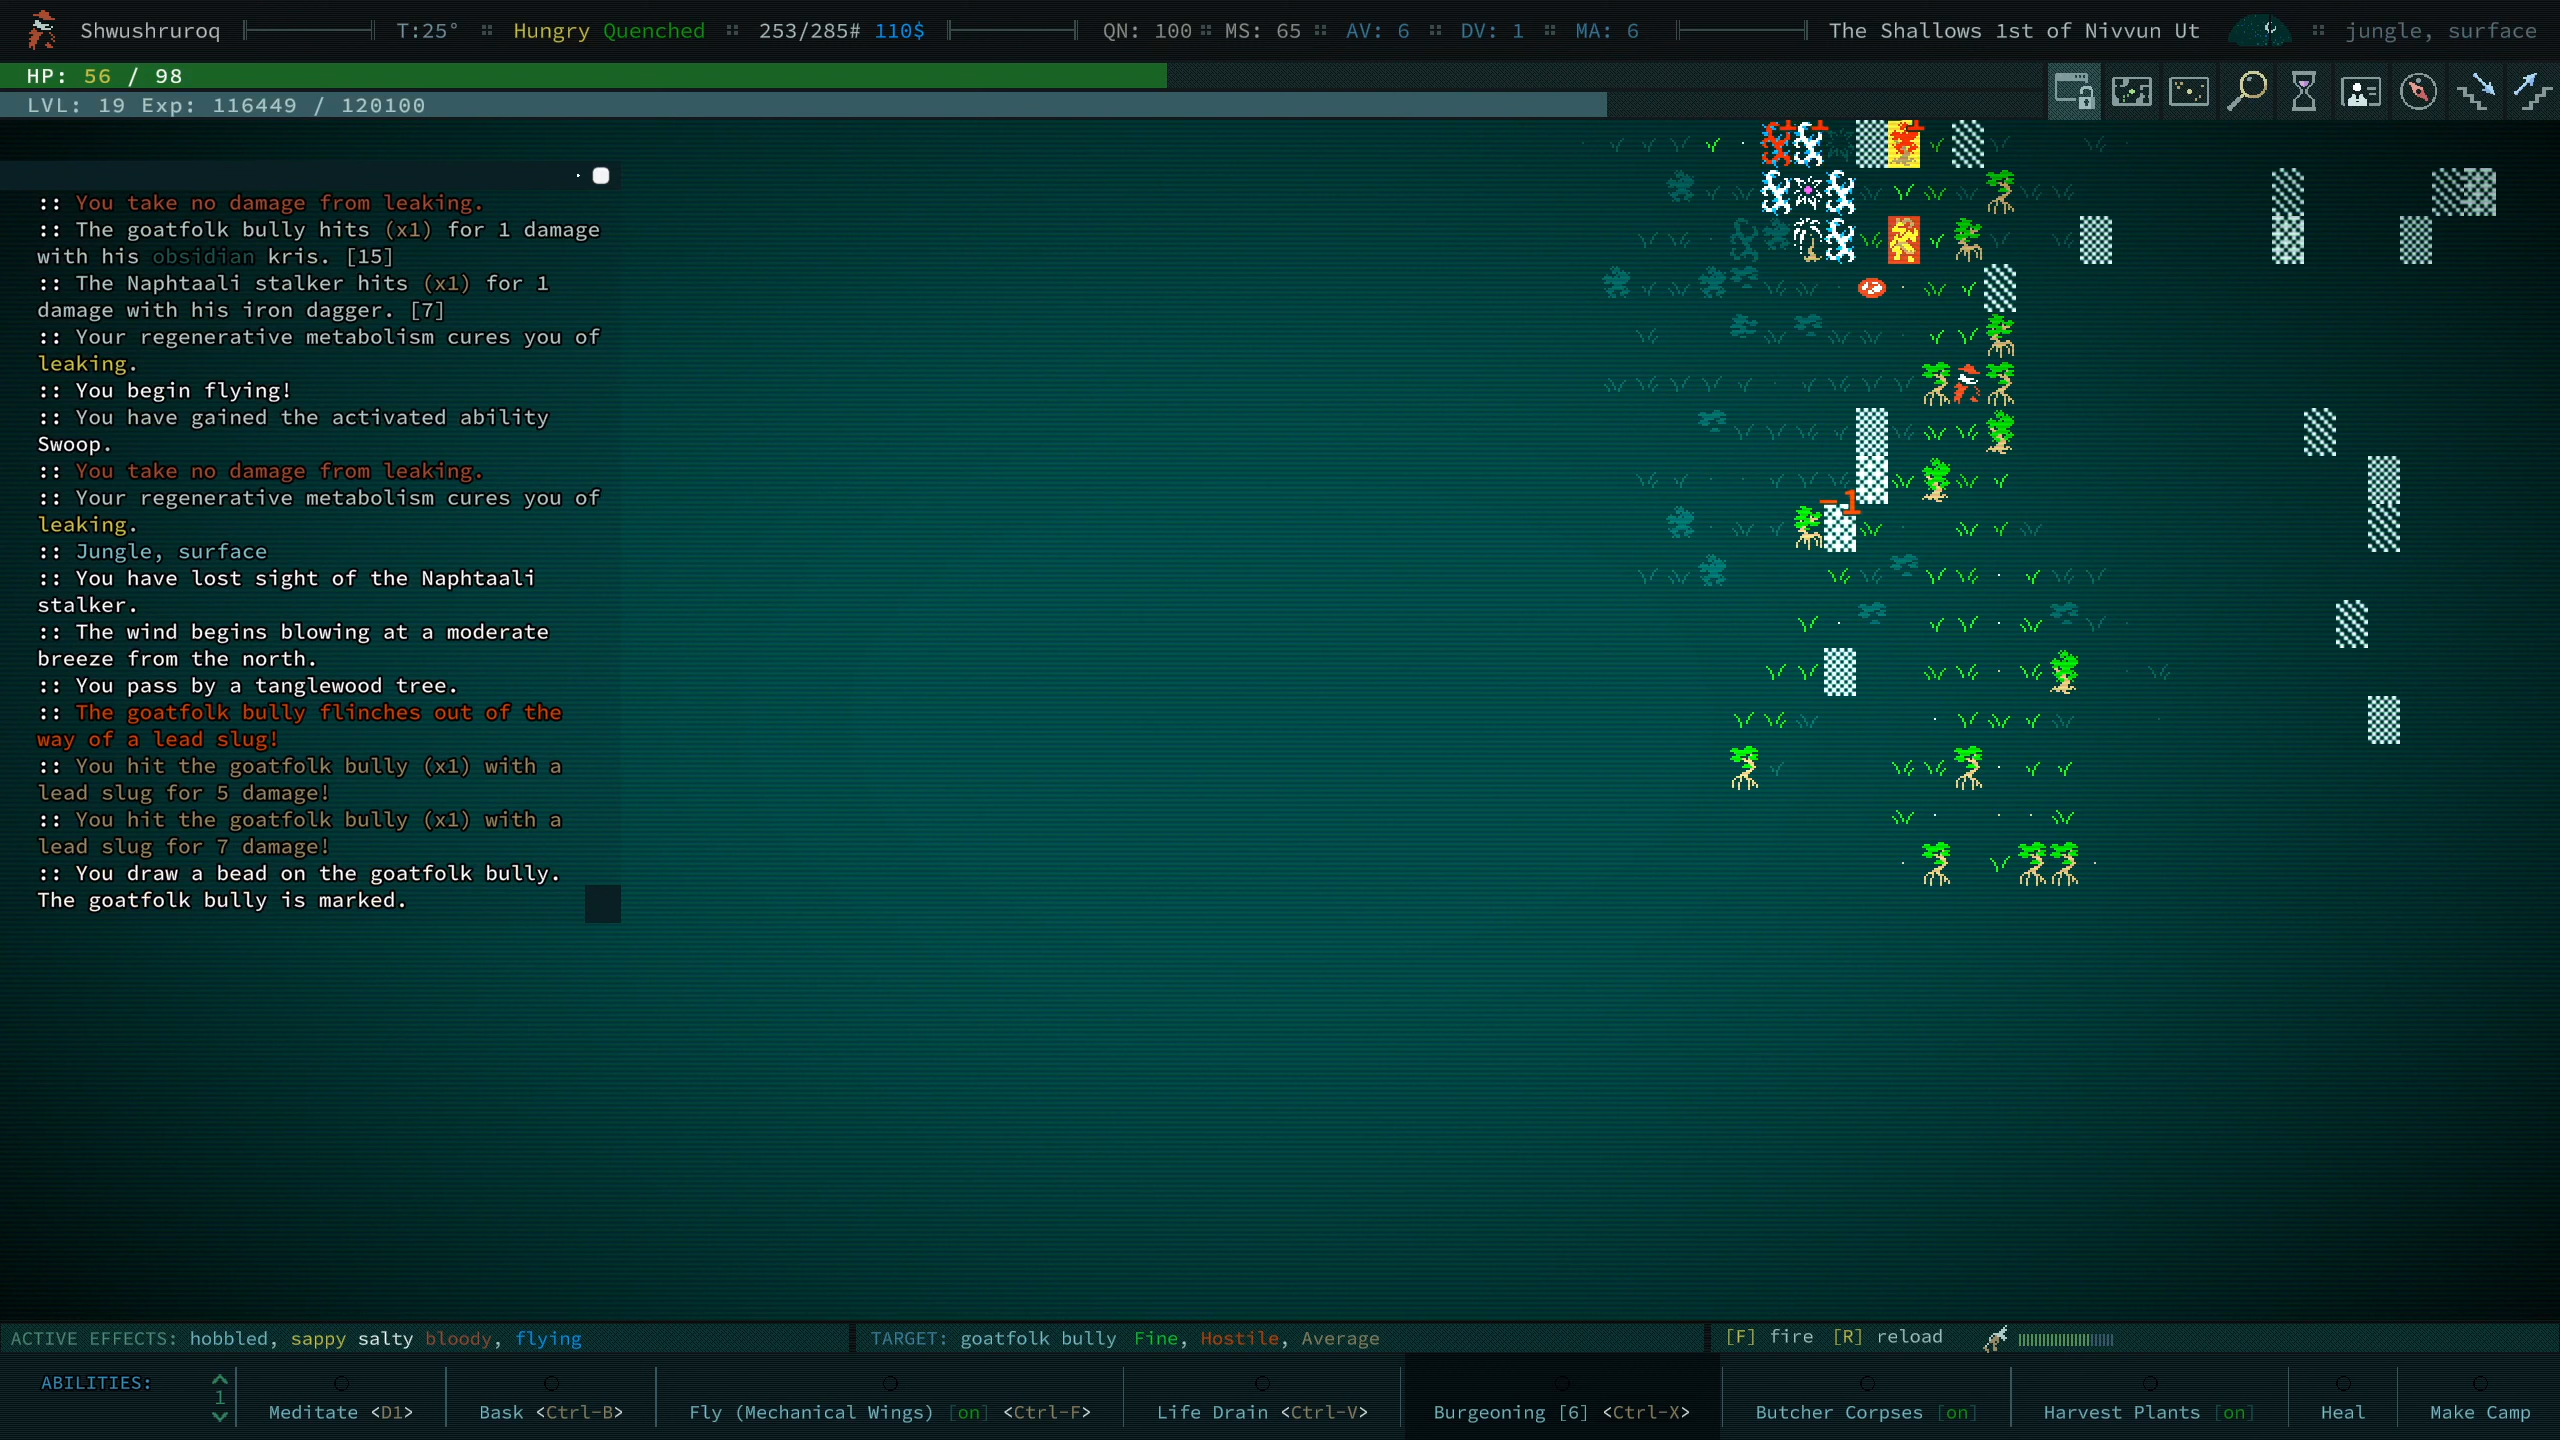 Shwushruroq T:25° Hungry Quenched 253/285# 110$ QN: 100 MS: 65 AV: 6 DV: 1 MA: 6 The Shallows 1st of Nivvun Ut jungle, surface
HP: 56 / 98
LVL: 19 Exp: 116449 / 120100
:: You take no damage from leaking.
:: The goatfolk bully hits (x1) for 1 damage
with his obsidian kris. [15]
:: The Naphtaali stalker hits (x1) for 1
damage with his iron dagger. [7]
:: Your regenerative metabolism cures you of
leaking.
:: You begin flying!
:: You have gained the activated ability
Swoop.
:: You take no damage from leaking.
:: Your regenerative metabolism cures you of
leaking.
:: Jungle, surface
:: You have lost sight of the Naphtaali
stalker.
:: The wind begins blowing at a moderate
breeze from the north.
:: You pass by a tanglewood tree.
:: The goatfolk bully flinches out of the
way of a lead slug!
:: You hit the goatfolk bully (x1) with a
lead slug for 5 damage!
:: You hit the goatfolk bully (x1) with a
lead slug for 7 damage!
:: You draw a bead on the goatfolk bully.
The goatfolk bully is marked.
-1
ACTIVE EFFECTS: hobbled, sappy salty bloody, flying TARGET: goatfolk bully Fine, Hostile, Average [F] fire [R] reload
ABILITIES: 1 Meditate <D1> Bask <Ctrl-B> Fly (Mechanical Wings) [on] <Ctrl-F> Life Drain <Ctrl-V> Burgeoning [6] <Ctrl-X> Butcher Corpses [on] Harvest Plants [on] Heal Make Camp